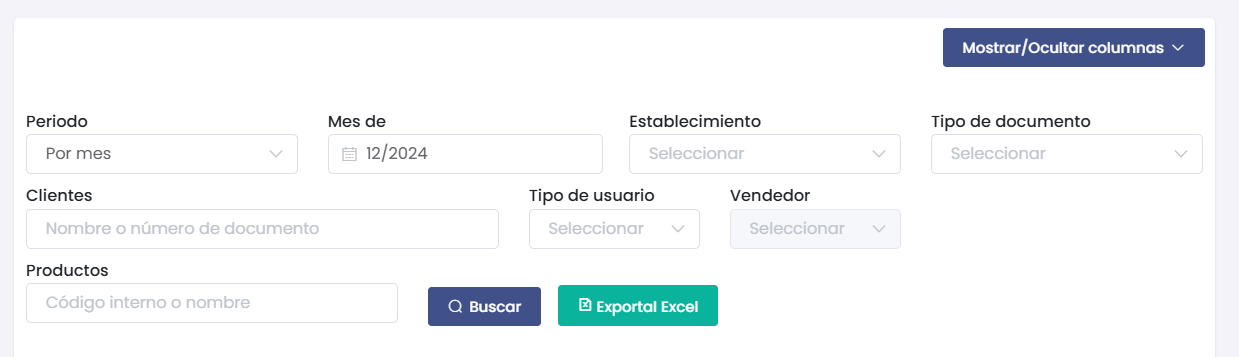 Mostrar/Ocultar columnas
Periodo Mes de Establecimiento Tipo de documento
Por mes 12/2024 Seleccionar Seleccionar
Clientes Tipo de usuario Vendedor
Nombre o número de documento Seleccionar Seleccionar
Productos
Código interno o nombre Buscar Exportal Excel